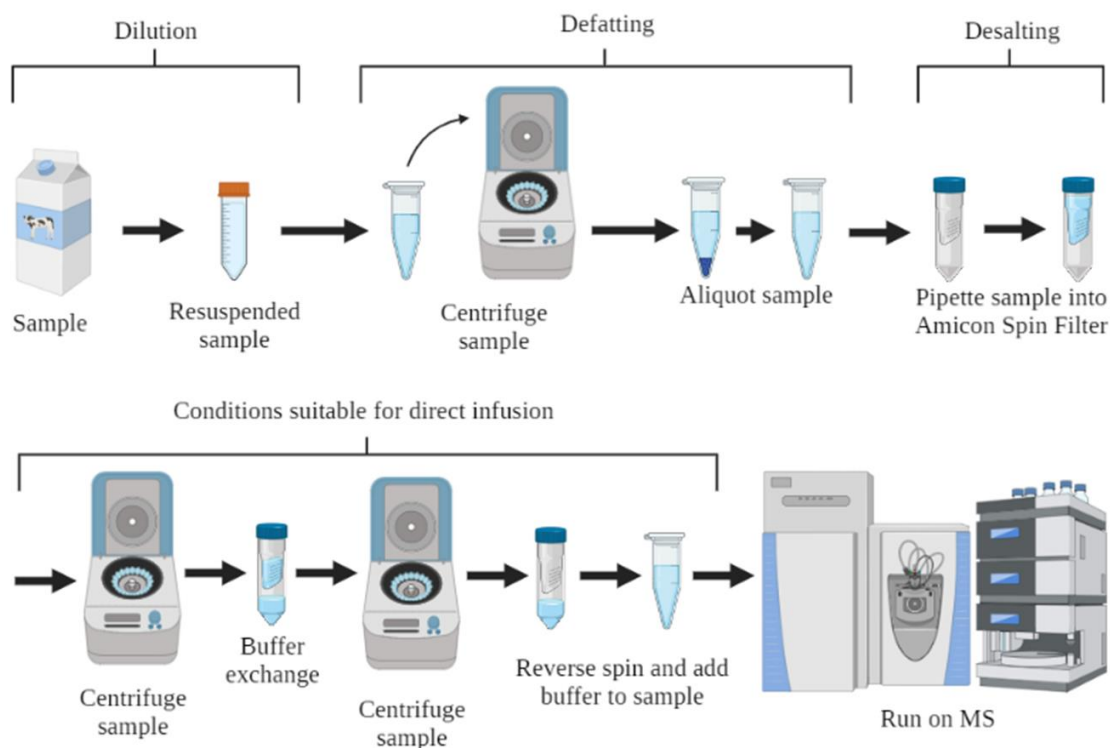 Dilution
Defatting
Desalting
Sample
Resuspended
sample
Centrifuge
sample
Aliquot sample
Pipette sample into
Amicon Spin Filter
Conditions suitable for direct infusion
Centrifuge
sample
Buffer
exchange
Centrifuge
sample
Reverse spin and add
buffer to sample
Run on MS